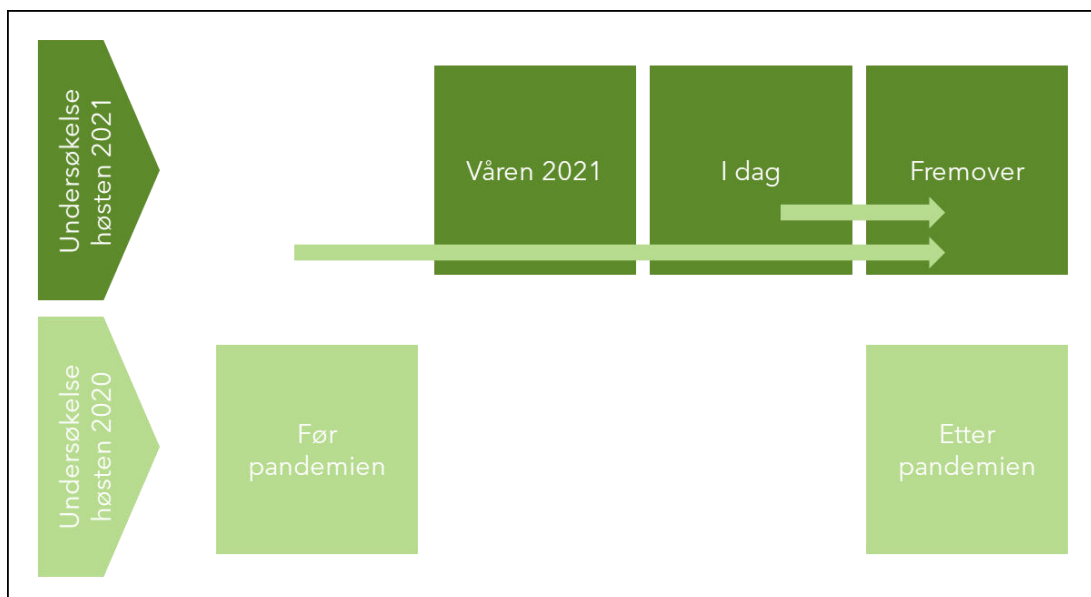 Undersøkelse
høsten 2021
Våren 2021
I dag
Fremover
Undersøkelse
høsten 2020
Før
pandemien
Etter
pandemien